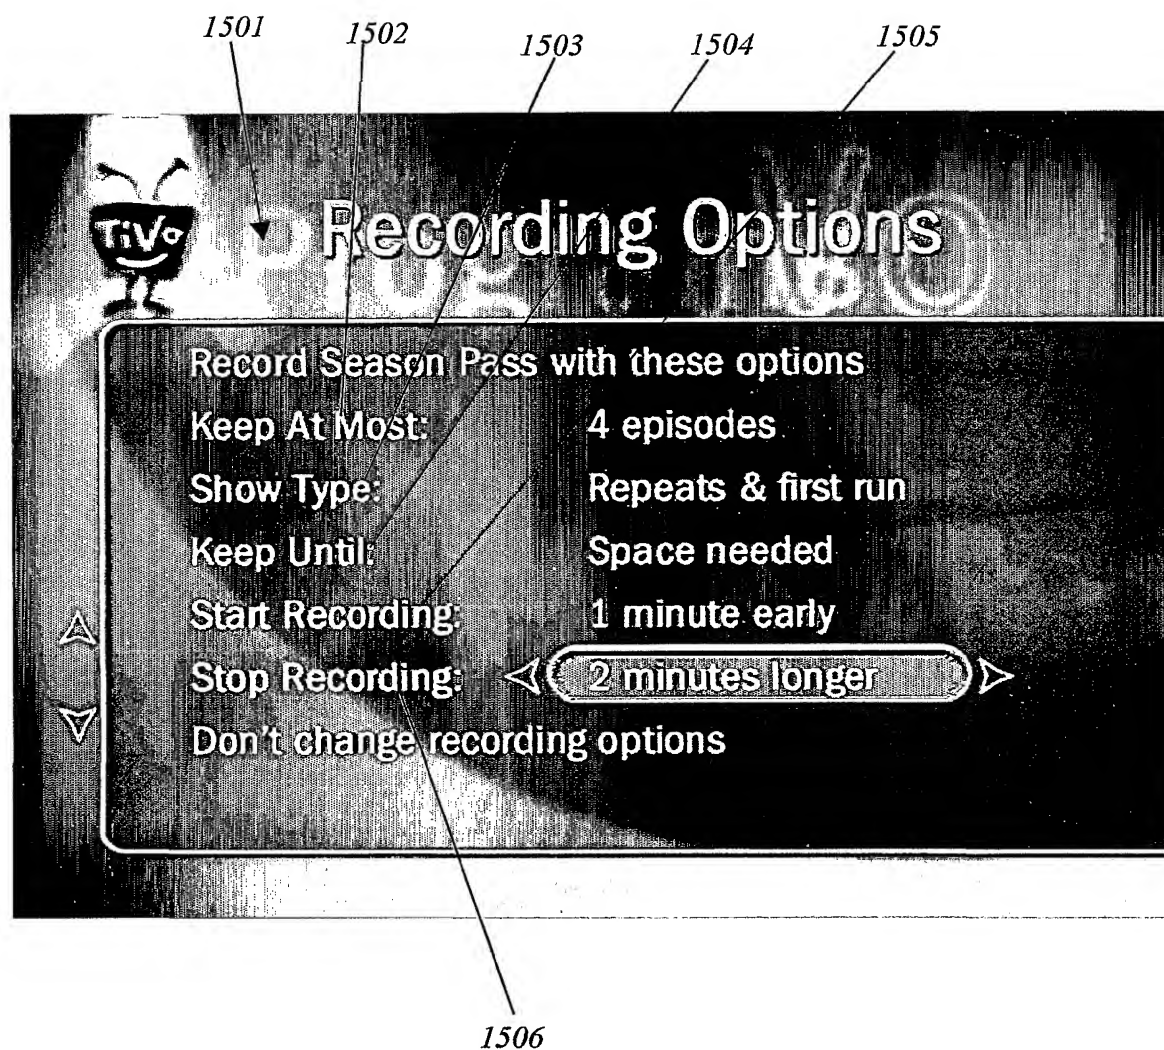 1501 1502 1503 1504 1505
TiVo
Recording Options
Record Season Pass with these options
Keep At Most: 4 episodes
Show Type: Repeats & first run
Keep Until: Space needed
Start Recording: 1 minute early
Stop Recording: 2 minutes longer
Don't change recording options
1506